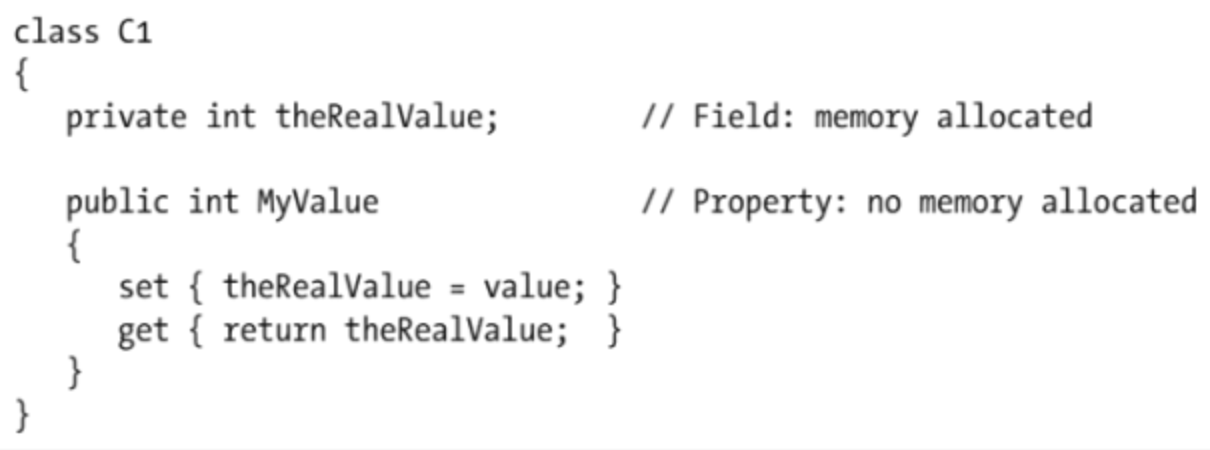 class C1
{
   private int theRealValue;        // Field: memory allocated

   public int MyValue               // Property: no memory allocated
   {
      set { theRealValue = value; }
      get { return theRealValue;  }
   }
}